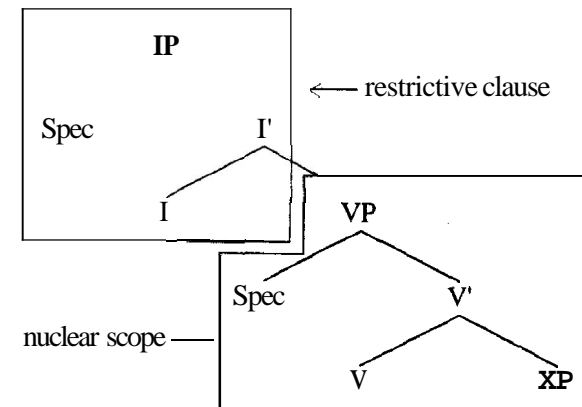 IP
restrictive clause
Spec I'
I
VP
Spec V'
nuclear scope
V XP